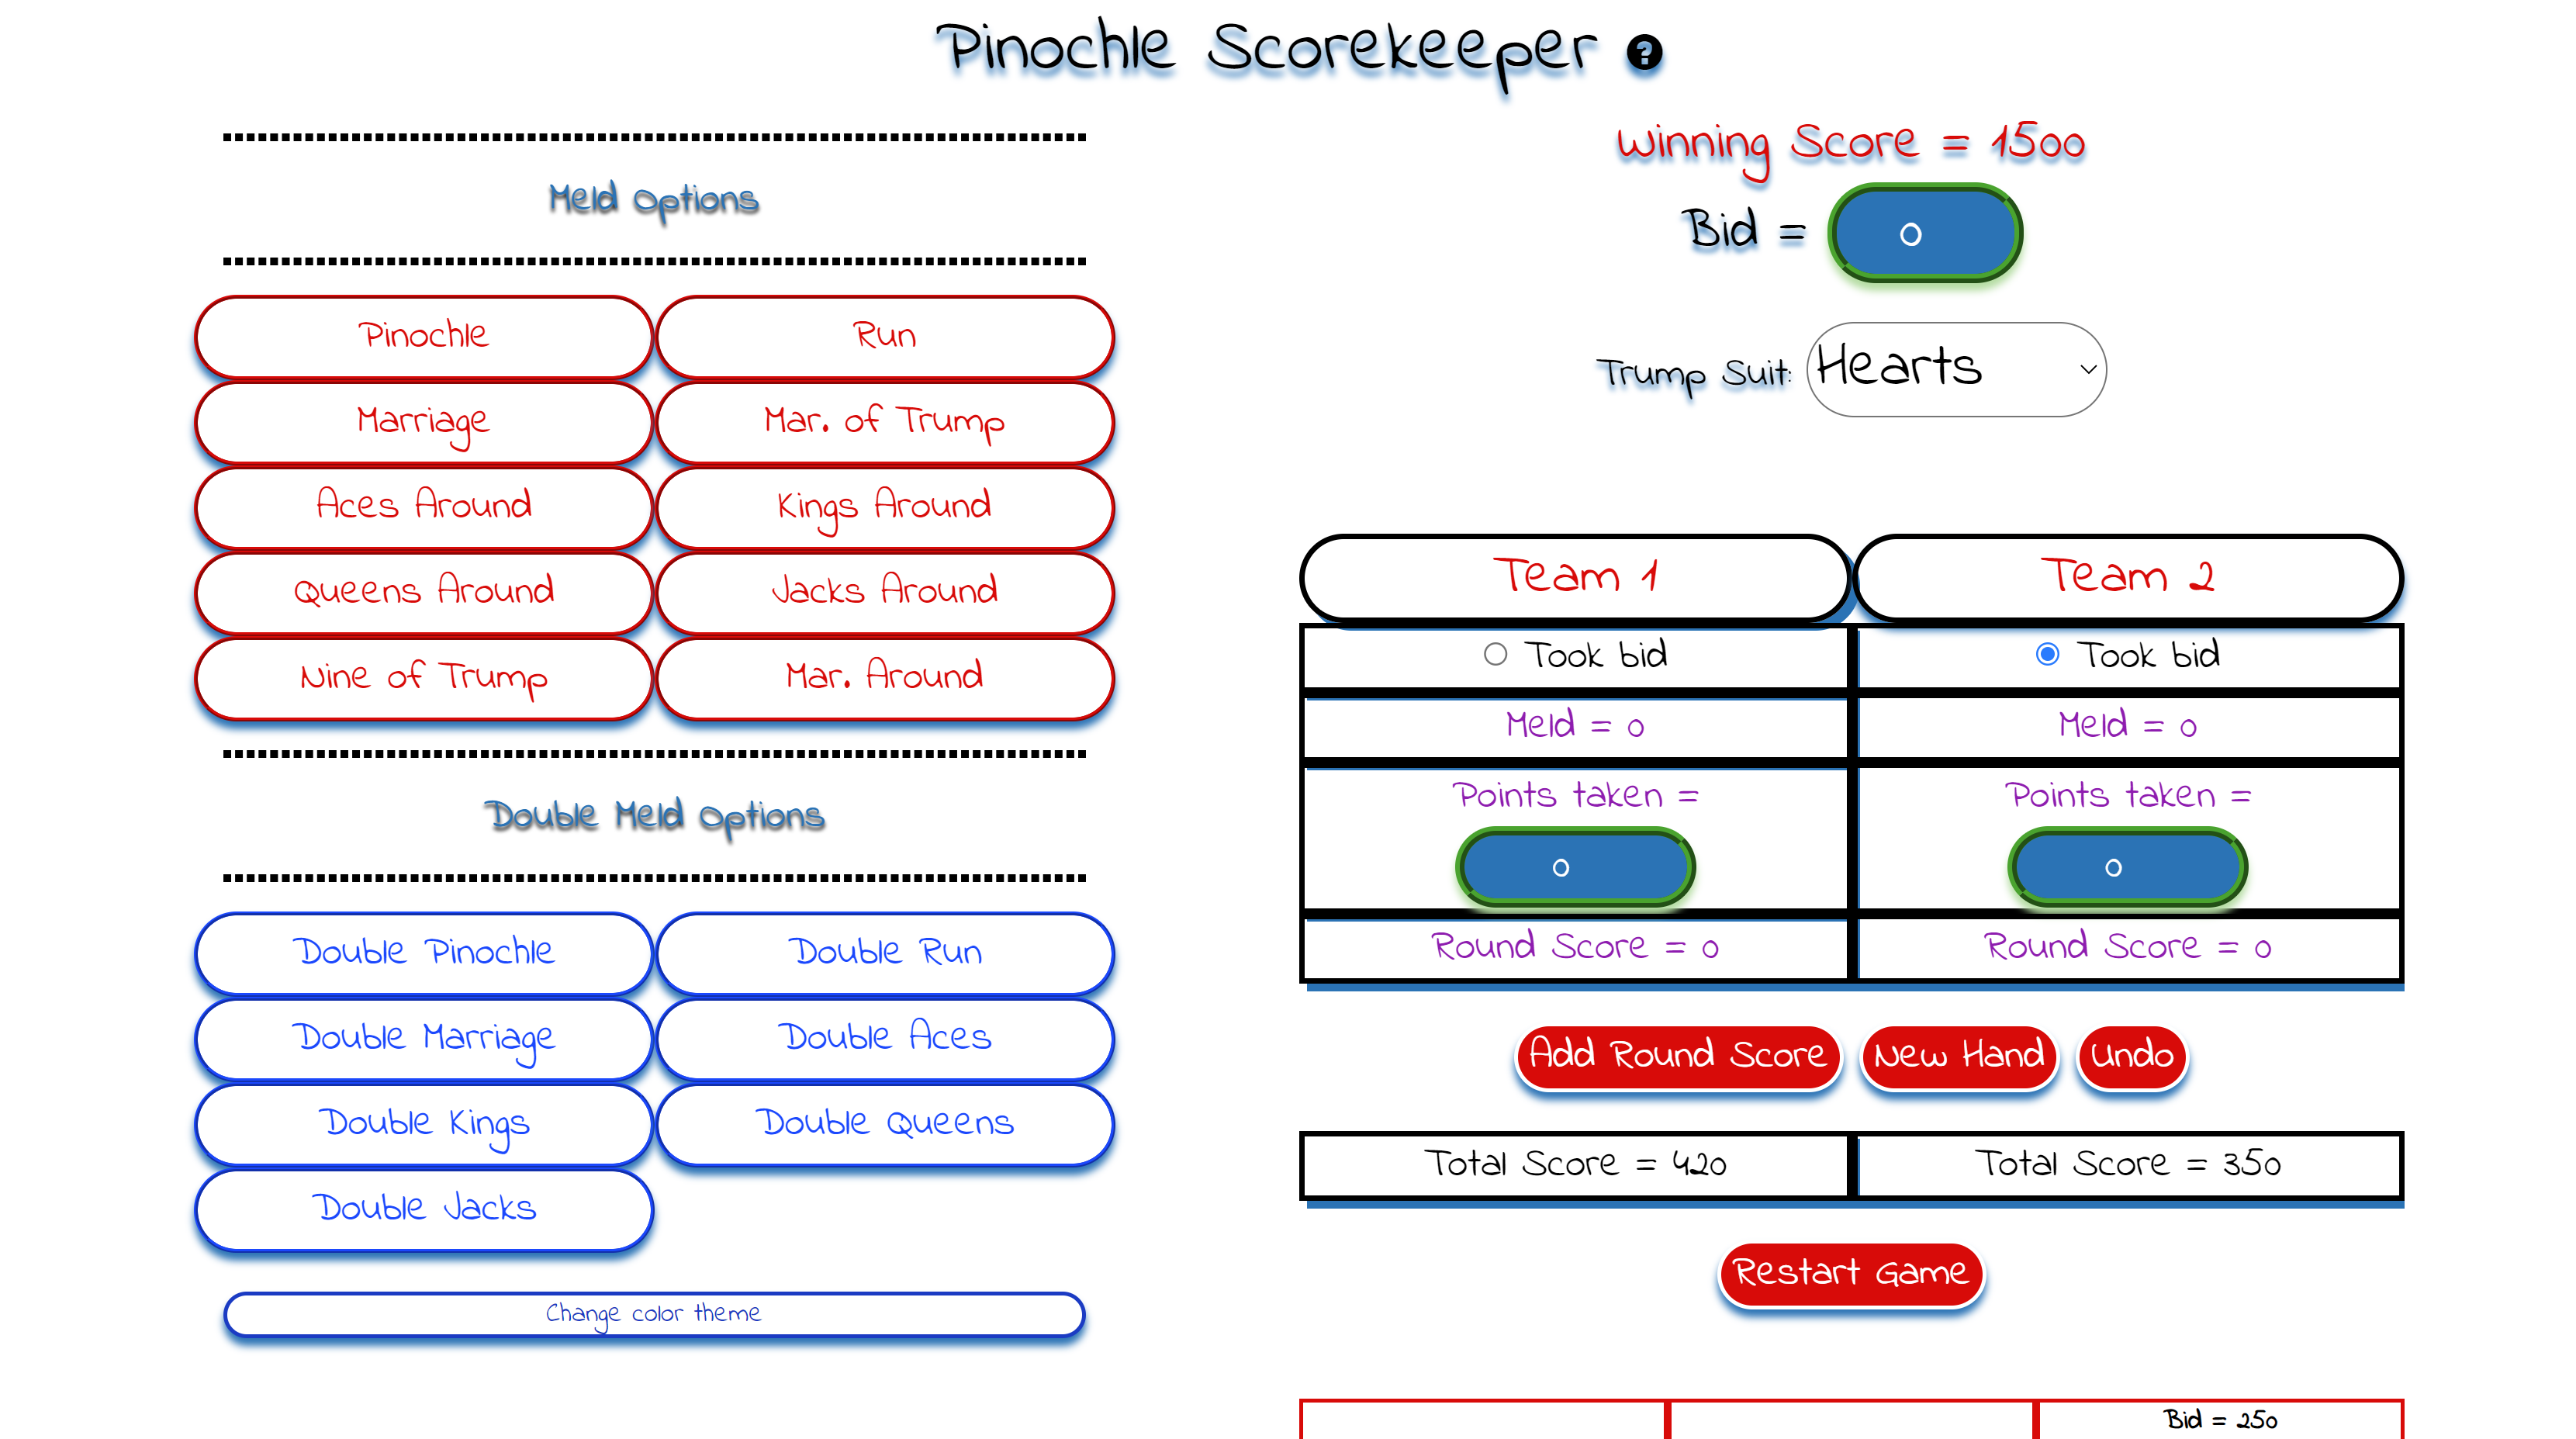 Pinochle Scorekeeper ?
Meld Options
Pinochle
Run
Marriage
Mar. of Trump
Aces Around
Kings Around
Queens Around
Jacks Around
Nine of Trump
Mar. Around
Double Meld Options
Double Pinochle
Double Run
Double Marriage
Double Aces
Double Kings
Double Queens
Double Jacks
Change color theme
Winning Score = 1500
Bid = 0
Trump Suit: Hearts
Team 1
Team 2
Took bid
Took bid
Meld = 0
Meld = 0
Points taken =
0
Points taken =
0
Round Score = 0
Round Score = 0
Add Round Score
New Hand
Undo
Total Score = 420
Total Score = 350
Restart Game
Bid = 250